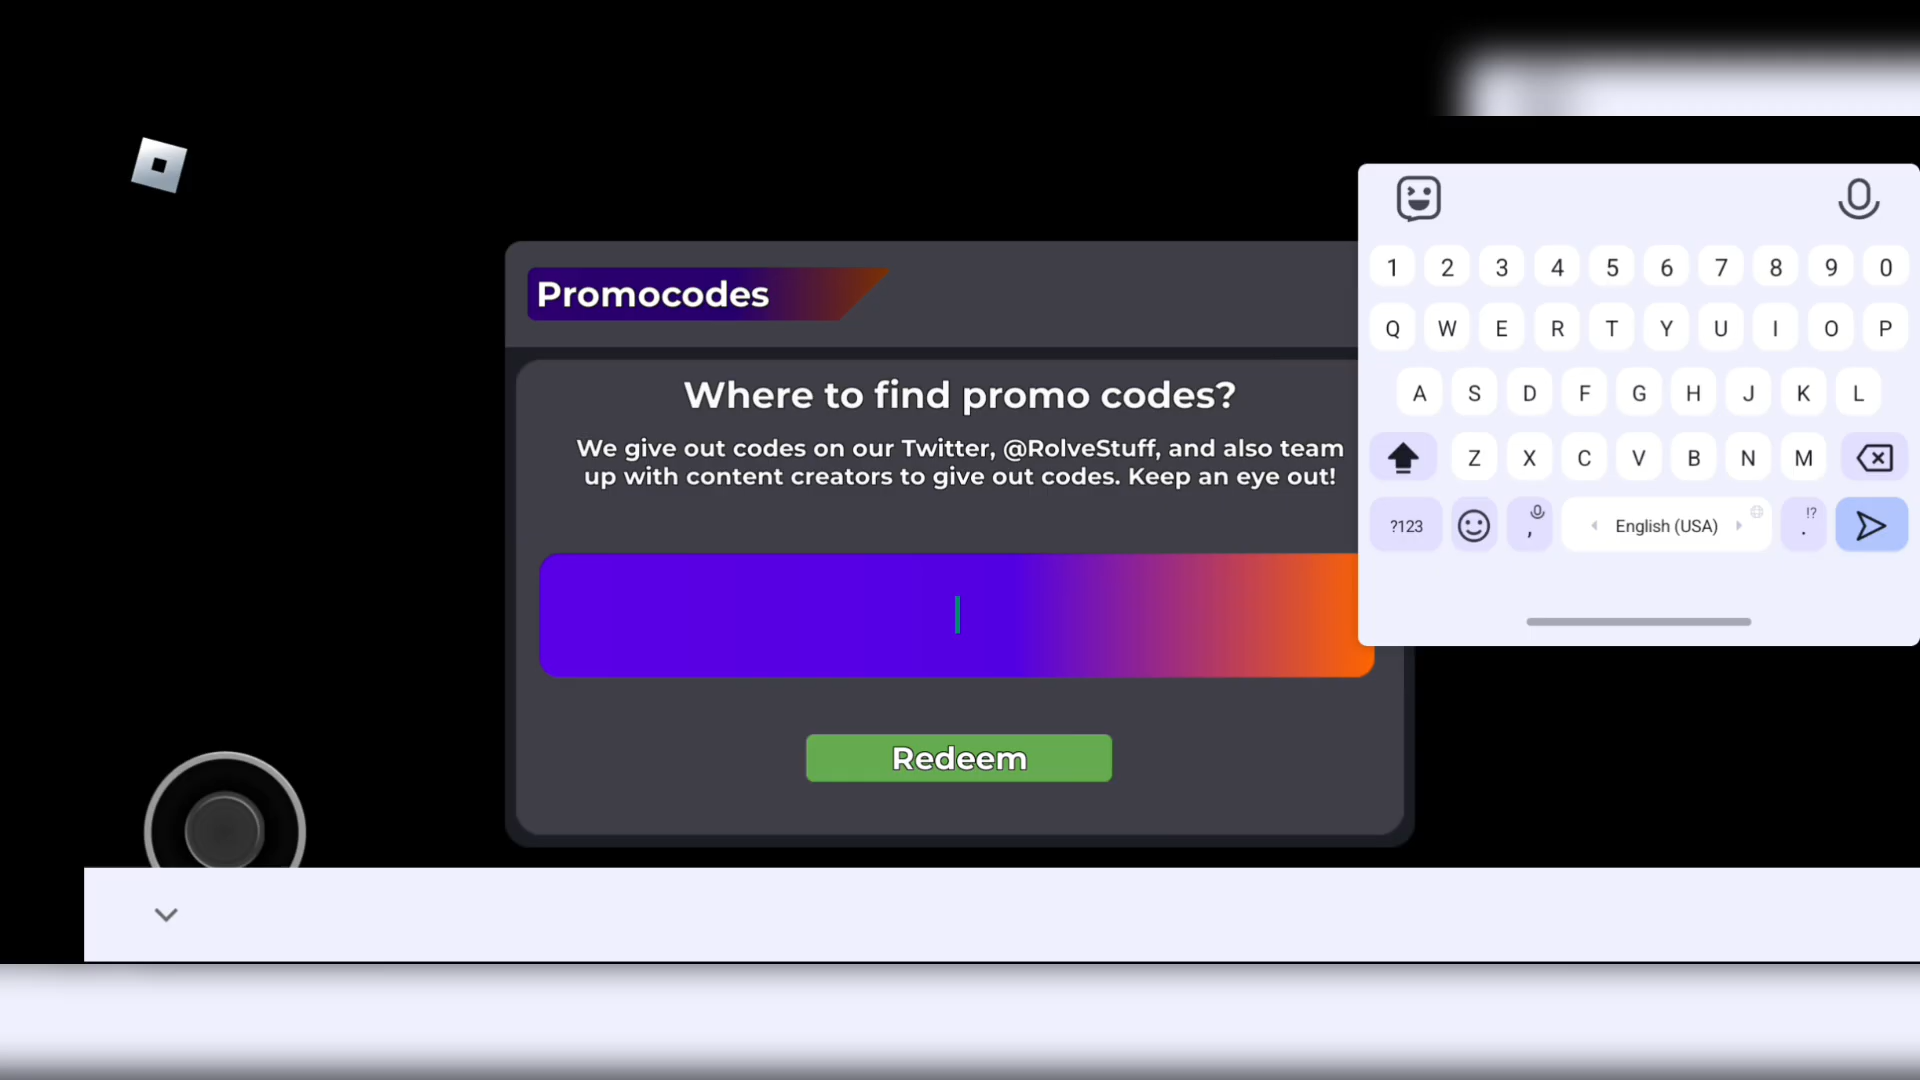 Promocodes
Where to find promo codes?
We give out codes on our Twitter, @RolveStuff, and also team
up with content creators to give out codes. Keep an eye out!
Redeem
1 2 3 4 5 6 7 8 9 0
Q W E R T Y U I O P
A S D F G H J K L
Z X C V B N M
?123 , English (USA) !? .